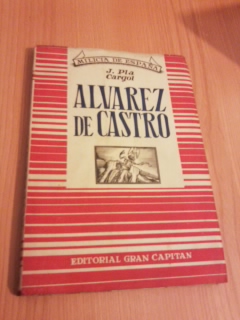 MILICIA DE ESPAÑA
J. Pla
Cargol
ALVAREZ
DE CASTRO
EDITORIAL GRAN CAPITAN